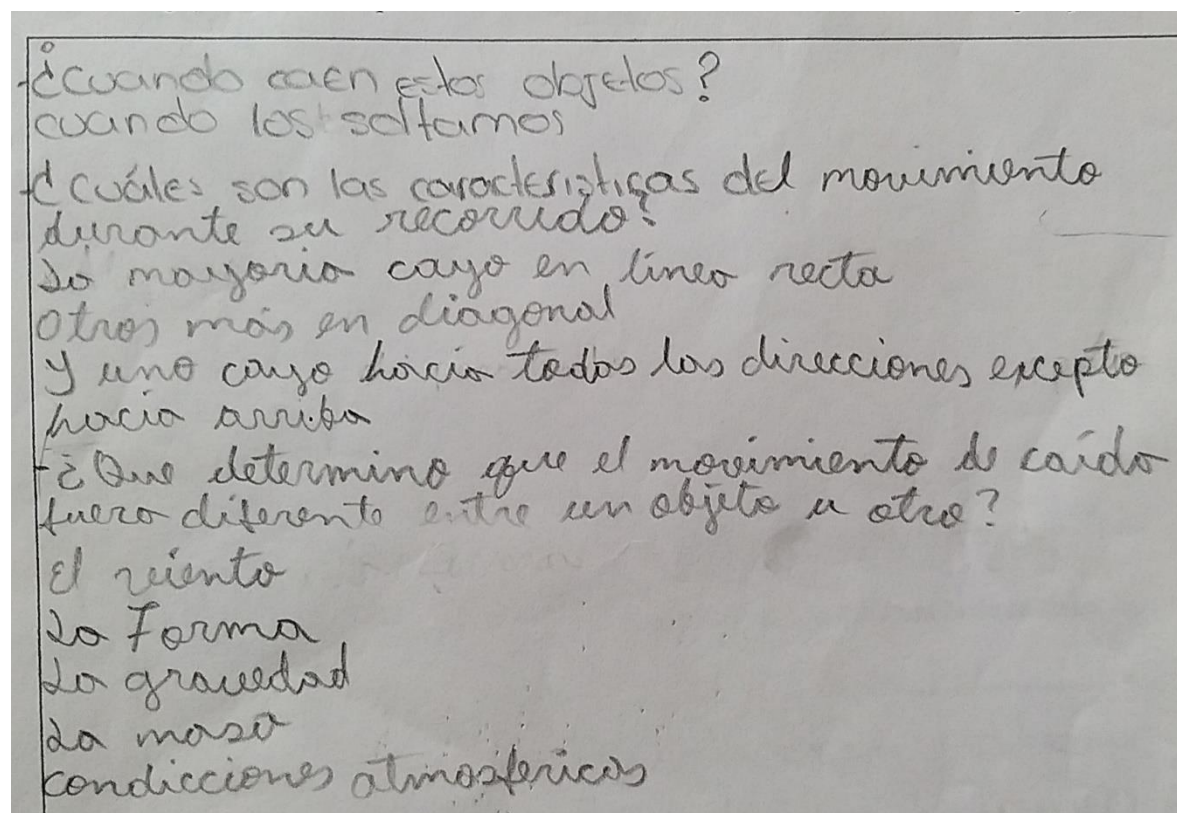 -¿cuando caen estos objetos?
cuando los soltamos
-¿cuáles son las caracteristicas del movimiento
durante su recorrido?
La mayoria cayo en linea recta
otros más en diagonal
y uno cayo hacia todas las direcciones excepto
hacia arriba
-¿Que determino que el movimiento de caída
fuera diferente entre un objeto u otro?
El viento
La Forma
La gravedad
La masa
condicciones atmosfericas